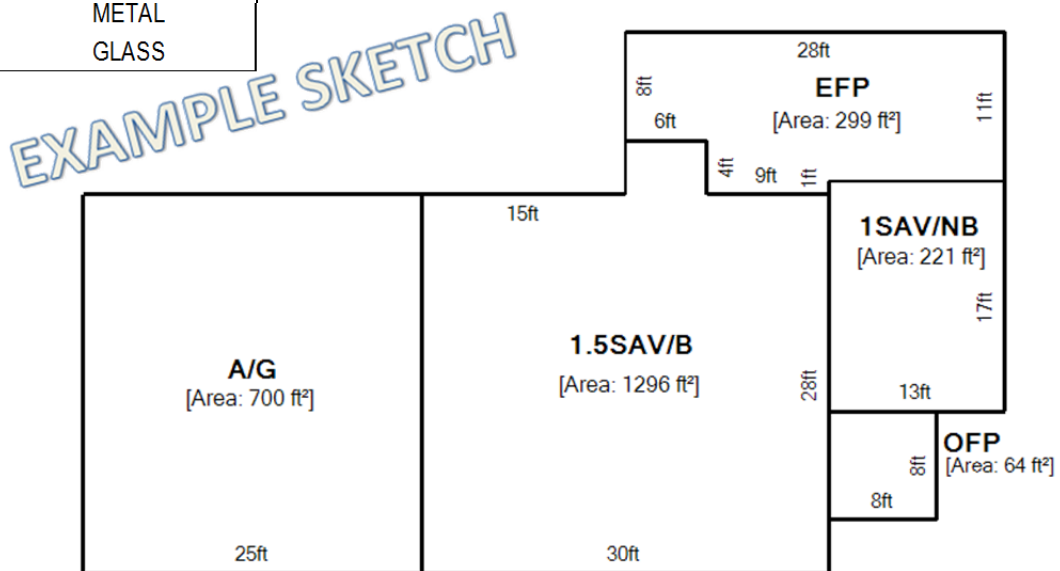 METAL
GLASS
EXAMPLE SKETCH
28ft
8ft
EFP
[Area: 299 ft²]
11ft
6ft
4ft
9ft
1ft
15ft
1SAV/NB
[Area: 221 ft²]
17ft
1.5SAV/B
[Area: 1296 ft²]
A/G
[Area: 700 ft²]
28ft
13ft
OFP
[Area: 64 ft²]
8ft
8ft
25ft
30ft